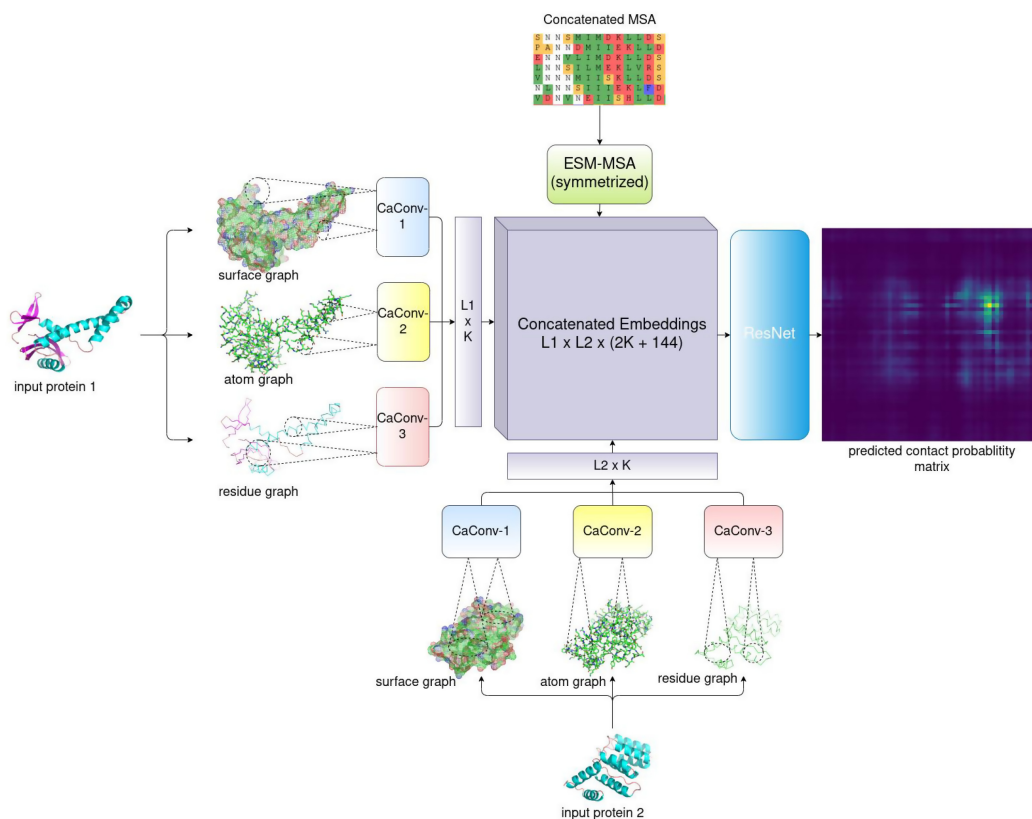 Concatenated MSA
S N N S M I M D K L L D S
P A N N D M I I E K L L D
E N N V L I M D K L L D S
L N N S I L M E K L V R S
V N N N M I I S K L L D S
N L N N S I I I E K L F D
V D N V N E I I S H L L D
ESM-MSA
(symmetrized)
CaConv-
1
surface graph
CaConv-
2
atom graph
CaConv-
3
residue graph
input protein 1
L1
x
K
Concatenated Embeddings
L1 x L2 x (2K + 144)
ResNet
predicted contact probablitity
matrix
L2 x K
CaConv-1
CaConv-2
CaConv-3
surface graph
atom graph
residue graph
input protein 2